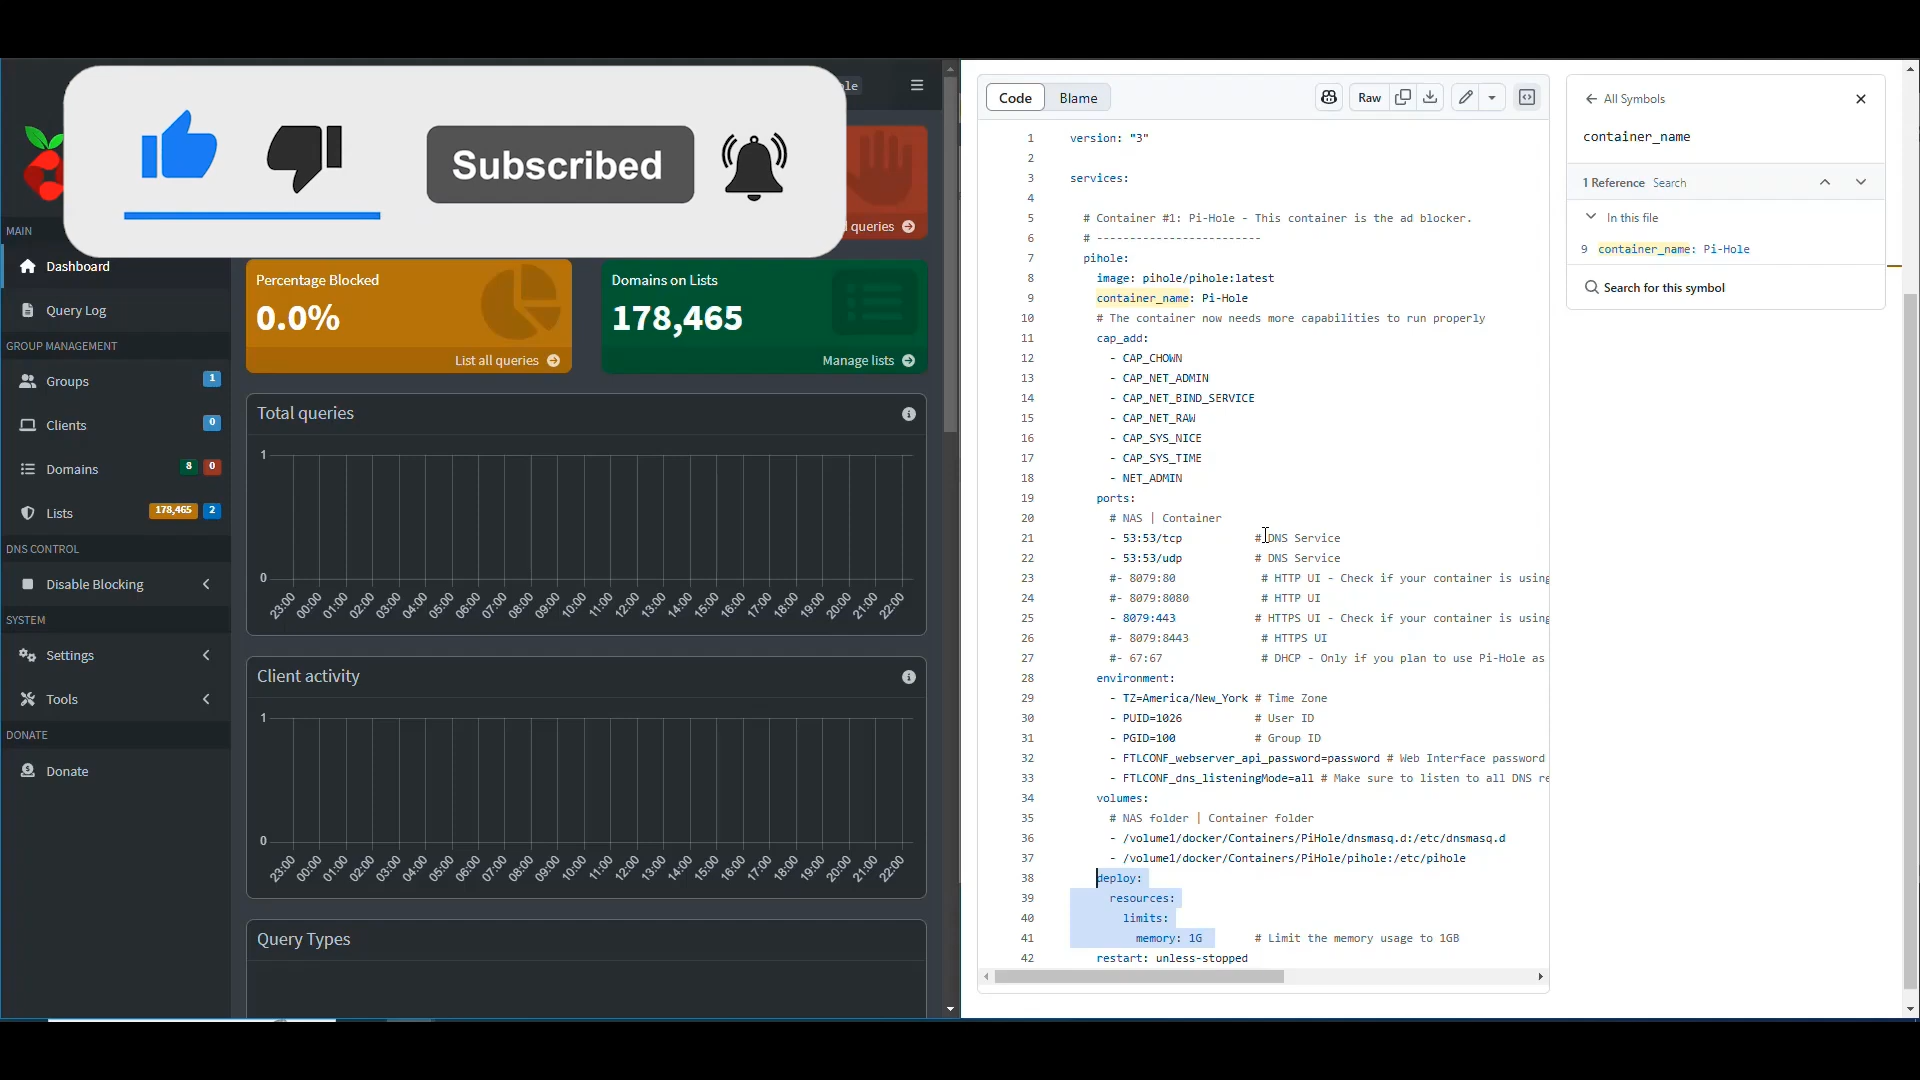 Subscribed
le
queries
MAIN
Dashboard
Query Log
GROUP MANAGEMENT
Groups 1
Clients 0
Domains 8 0
Lists 178,465 2
DNS CONTROL
Disable Blocking
SYSTEM
Settings
Tools
DONATE
Donate
Percentage Blocked
0.0%
List all queries
Domains on Lists
178,465
Manage lists
Total queries
1
0
23:00 00:00 01:00 02:00 03:00 04:00 05:00 06:00 07:00 08:00 09:00 10:00 11:00 12:00 13:00 14:00 15:00 16:00 17:00 18:00 19:00 20:00 21:00 22:00
Client activity
1
0
23:00 00:00 01:00 02:00 03:00 04:00 05:00 06:00 07:00 08:00 09:00 10:00 11:00 12:00 13:00 14:00 15:00 16:00 17:00 18:00 19:00 20:00 21:00 22:00
Query Types
Code Blame Raw
1 version: "3"
2
3 services:
4
5 # Container #1: Pi-Hole - This container is the ad blocker.
6 # -------------------------
7 pihole:
8 image: pihole/pihole:latest
9 container_name: Pi-Hole
10 # The container now needs more capabilities to run properly
11 cap_add:
12 - CAP_CHOWN
13 - CAP_NET_ADMIN
14 - CAP_NET_BIND_SERVICE
15 - CAP_NET_RAW
16 - CAP_SYS_NICE
17 - CAP_SYS_TIME
18 - NET_ADMIN
19 ports:
20 # NAS | Container
21 - 53:53/tcp # DNS Service
22 - 53:53/udp # DNS Service
23 #- 8079:80 # HTTP UI - Check if your container is using
24 #- 8079:8080 # HTTP UI
25 - 8079:443 # HTTPS UI - Check if your container is using
26 #- 8079:8443 # HTTPS UI
27 #- 67:67 # DHCP - Only if you plan to use Pi-Hole as
28 environment:
29 - TZ=America/New_York # Time Zone
30 - PUID=1026 # User ID
31 - PGID=100 # Group ID
32 - FTLCONF_webserver_api_password=password # Web Interface password
33 - FTLCONF_dns_listeningMode=all # Make sure to listen to all DNS re
34 volumes:
35 # NAS folder | Container folder
36 - /volume1/docker/Containers/PiHole/dnsmasq.d:/etc/dnsmasq.d
37 - /volume1/docker/Containers/PiHole/pihole:/etc/pihole
38 deploy:
39 resources:
40 limits:
41 memory: 1G # Limit the memory usage to 1GB
42 restart: unless-stopped
All Symbols
container_name
1 Reference Search
In this file
9 container_name: Pi-Hole
Search for this symbol